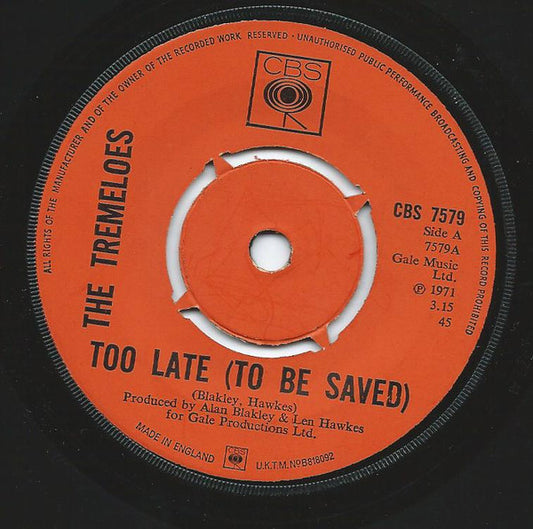 ALL RIGHTS OF THE MANUFACTURER AND OF THE OWNER OF THE RECORDED WORK RESERVED · UNAUTHORISED PUBLIC PERFORMANCE BROADCASTING AND COPYING OF THIS RECORD PROHIBITED
CBS
THE TREMELOES
CBS 7579
Side A
7579A
Gale Music
Ltd.
℗ 1971
3.15
45
TOO LATE (TO BE SAVED)
(Blakley, Hawkes)
Produced by Alan Blakley & Len Hawkes
for Gale Productions Ltd.
MADE IN ENGLAND
CBS
U.K.T.M.NoB816092